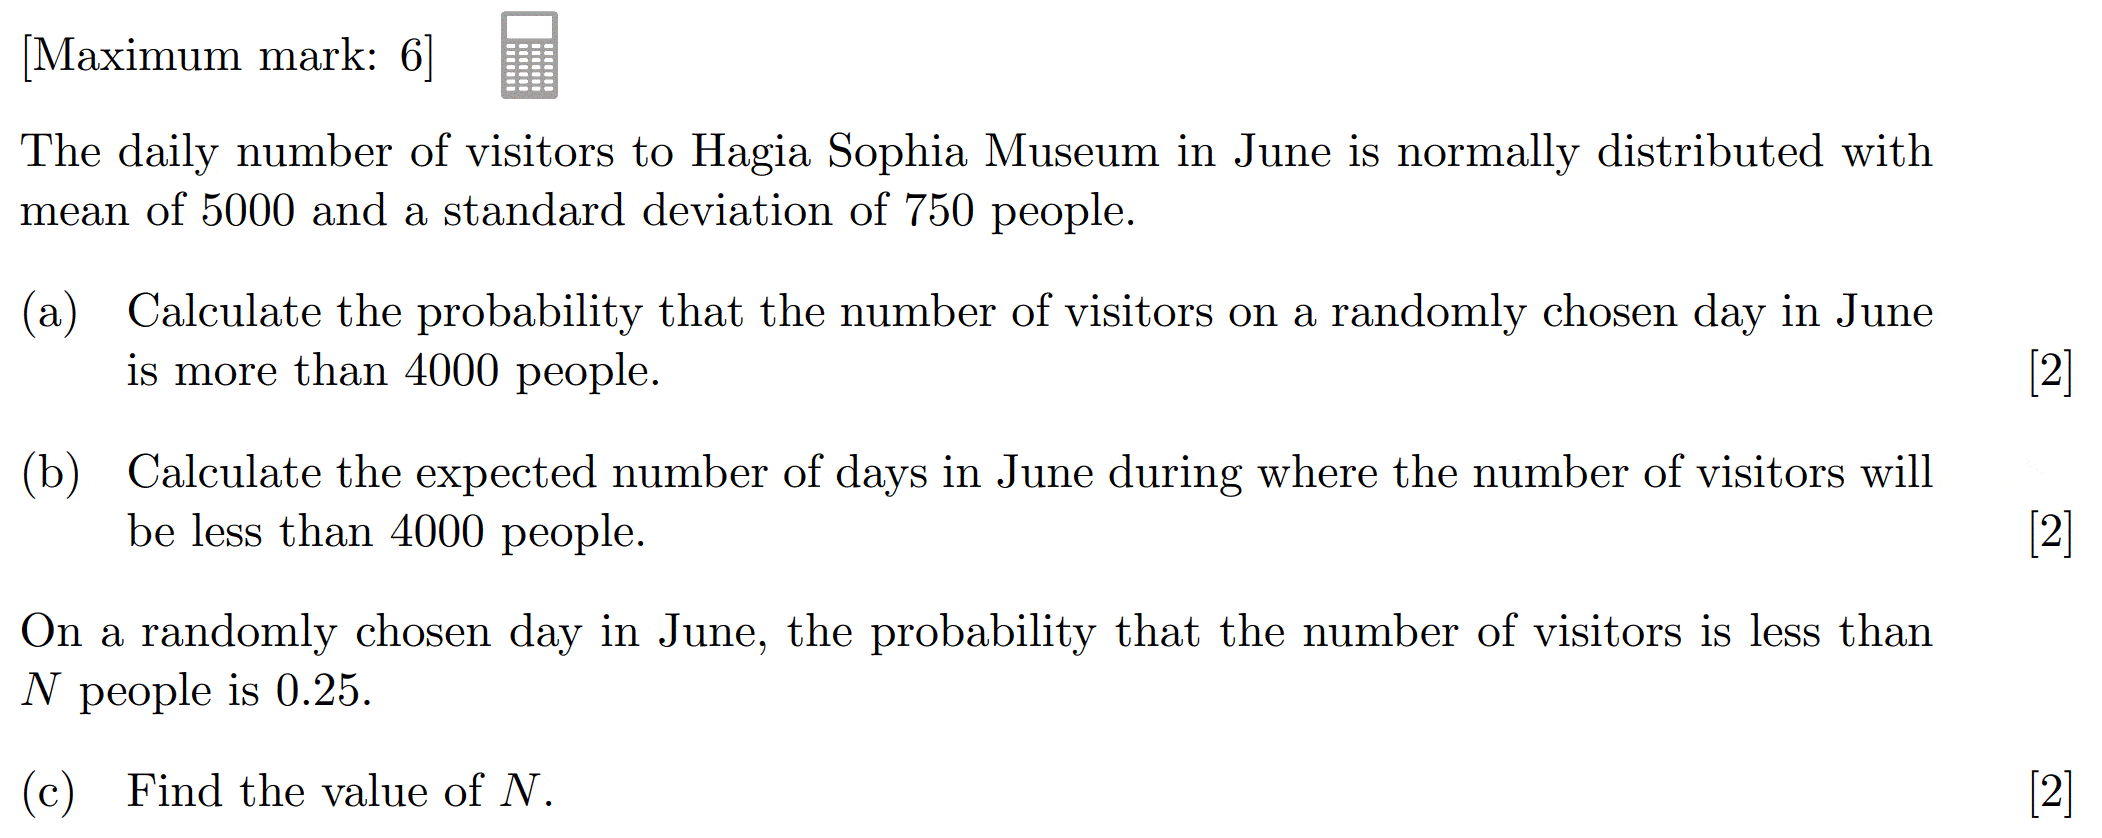 [Maximum mark: 6]
The daily number of visitors to Hagia Sophia Museum in June is normally distributed with
mean of 5000 and a standard deviation of 750 people.
(a) Calculate the probability that the number of visitors on a randomly chosen day in June
is more than 4000 people. [2]
(b) Calculate the expected number of days in June during where the number of visitors will
be less than 4000 people. [2]
On a randomly chosen day in June, the probability that the number of visitors is less than
N people is 0.25.
(c) Find the value of N. [2]